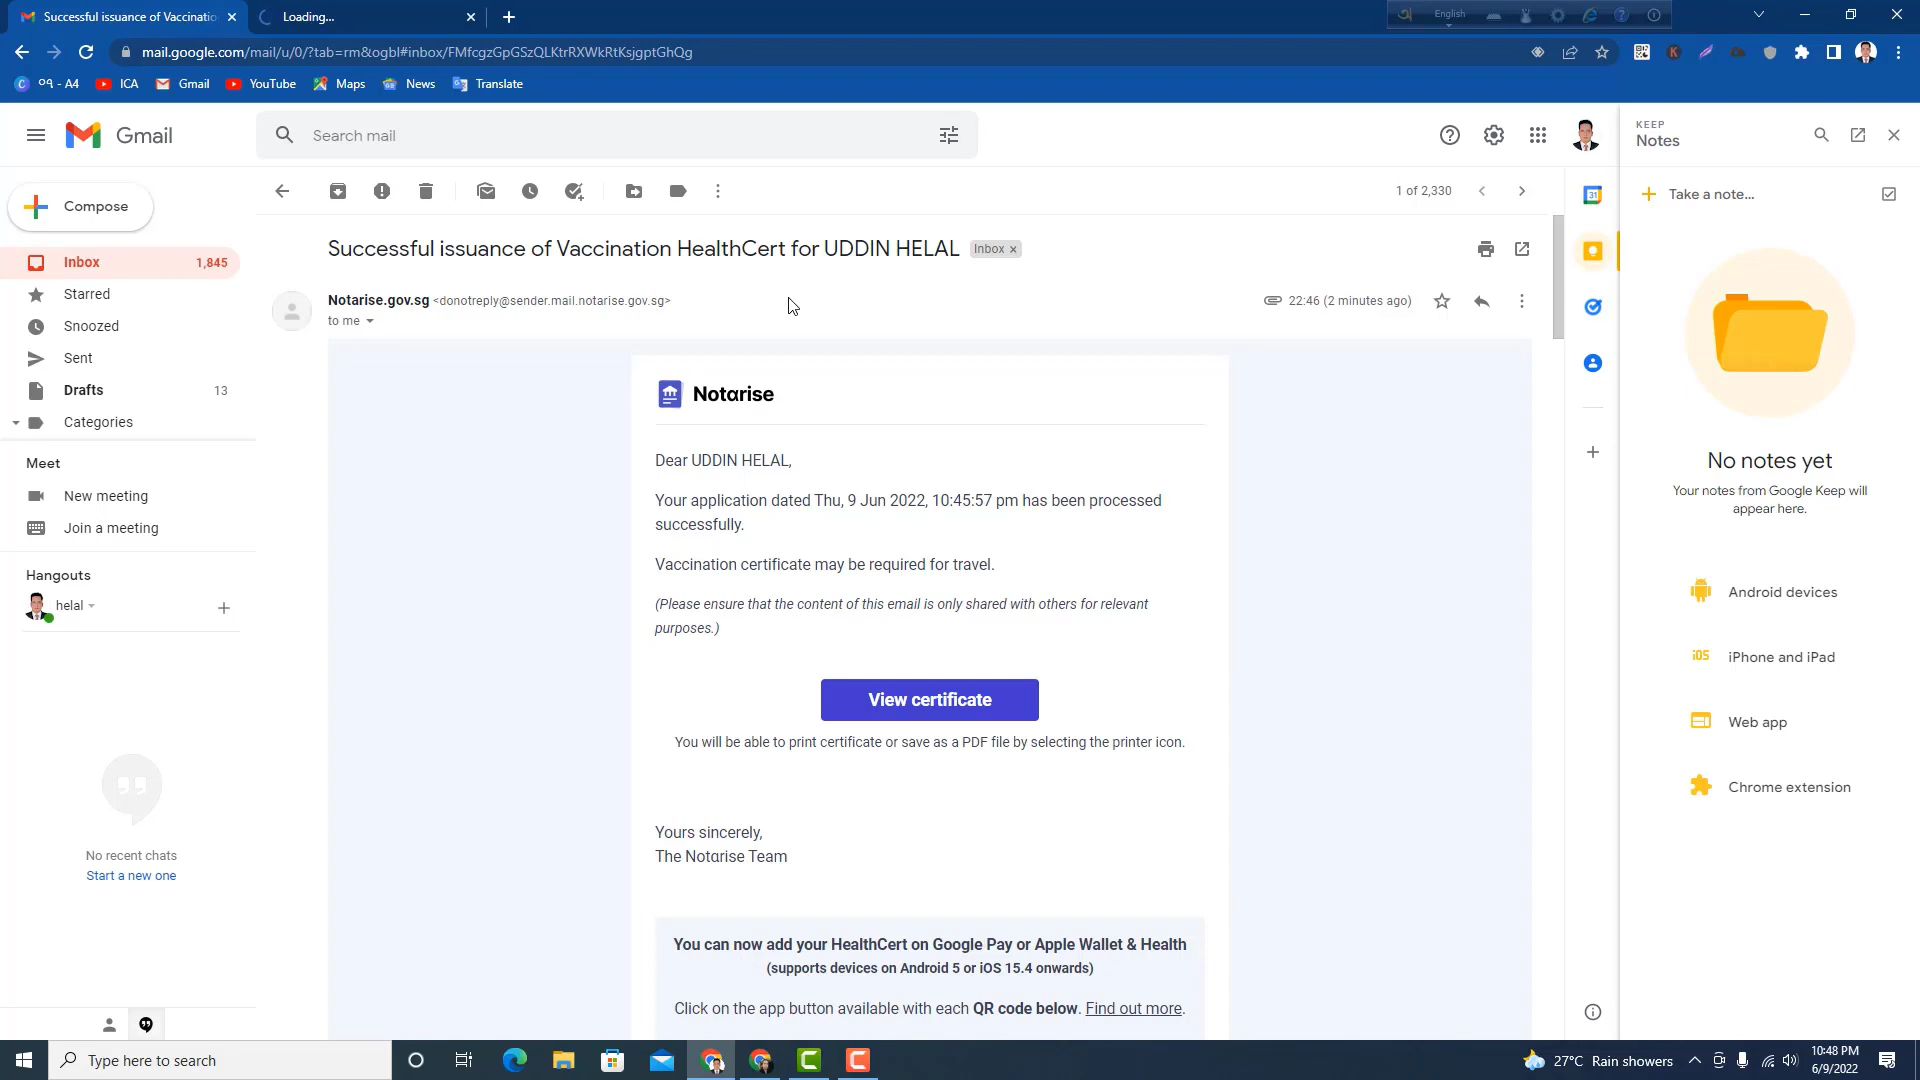 Successful issuance of Vaccinatio
Loading...
English
mail.google.com/mail/u/0/?tab=rm&ogbl#inbox/FMfcgzGpGSzQLKtrRXWkRtKsjgptGhQg
০৭ - A4
ICA
Gmail
YouTube
Maps
News
Translate
Gmail
Search mail
KEEP
Notes
Compose
1 of 2,330
31
Take a note...
Inbox
1,845
Successful issuance of Vaccination HealthCert for UDDIN HELAL
Inbox ×
Starred
Notarise.gov.sg <donotreply@sender.mail.notarise.gov.sg>
22:46 (2 minutes ago)
to me
Snoozed
Sent
Drafts
13
Categories
Notarise
Meet
New meeting
Join a meeting
Dear UDDIN HELAL,
Your application dated Thu, 9 Jun 2022, 10:45:57 pm has been processed
successfully.
Vaccination certificate may be required for travel.
(Please ensure that the content of this email is only shared with others for relevant
purposes.)
No notes yet
Your notes from Google Keep will
appear here.
Hangouts
helal
Android devices
iOS
iPhone and iPad
Web app
Chrome extension
View certificate
You will be able to print certificate or save as a PDF file by selecting the printer icon.
Yours sincerely,
The Notarise Team
No recent chats
Start a new one
You can now add your HealthCert on Google Pay or Apple Wallet & Health
(supports devices on Android 5 or iOS 15.4 onwards)
Click on the app button available with each QR code below. Find out more.
Type here to search
27°C Rain showers
10:48 PM
6/9/2022